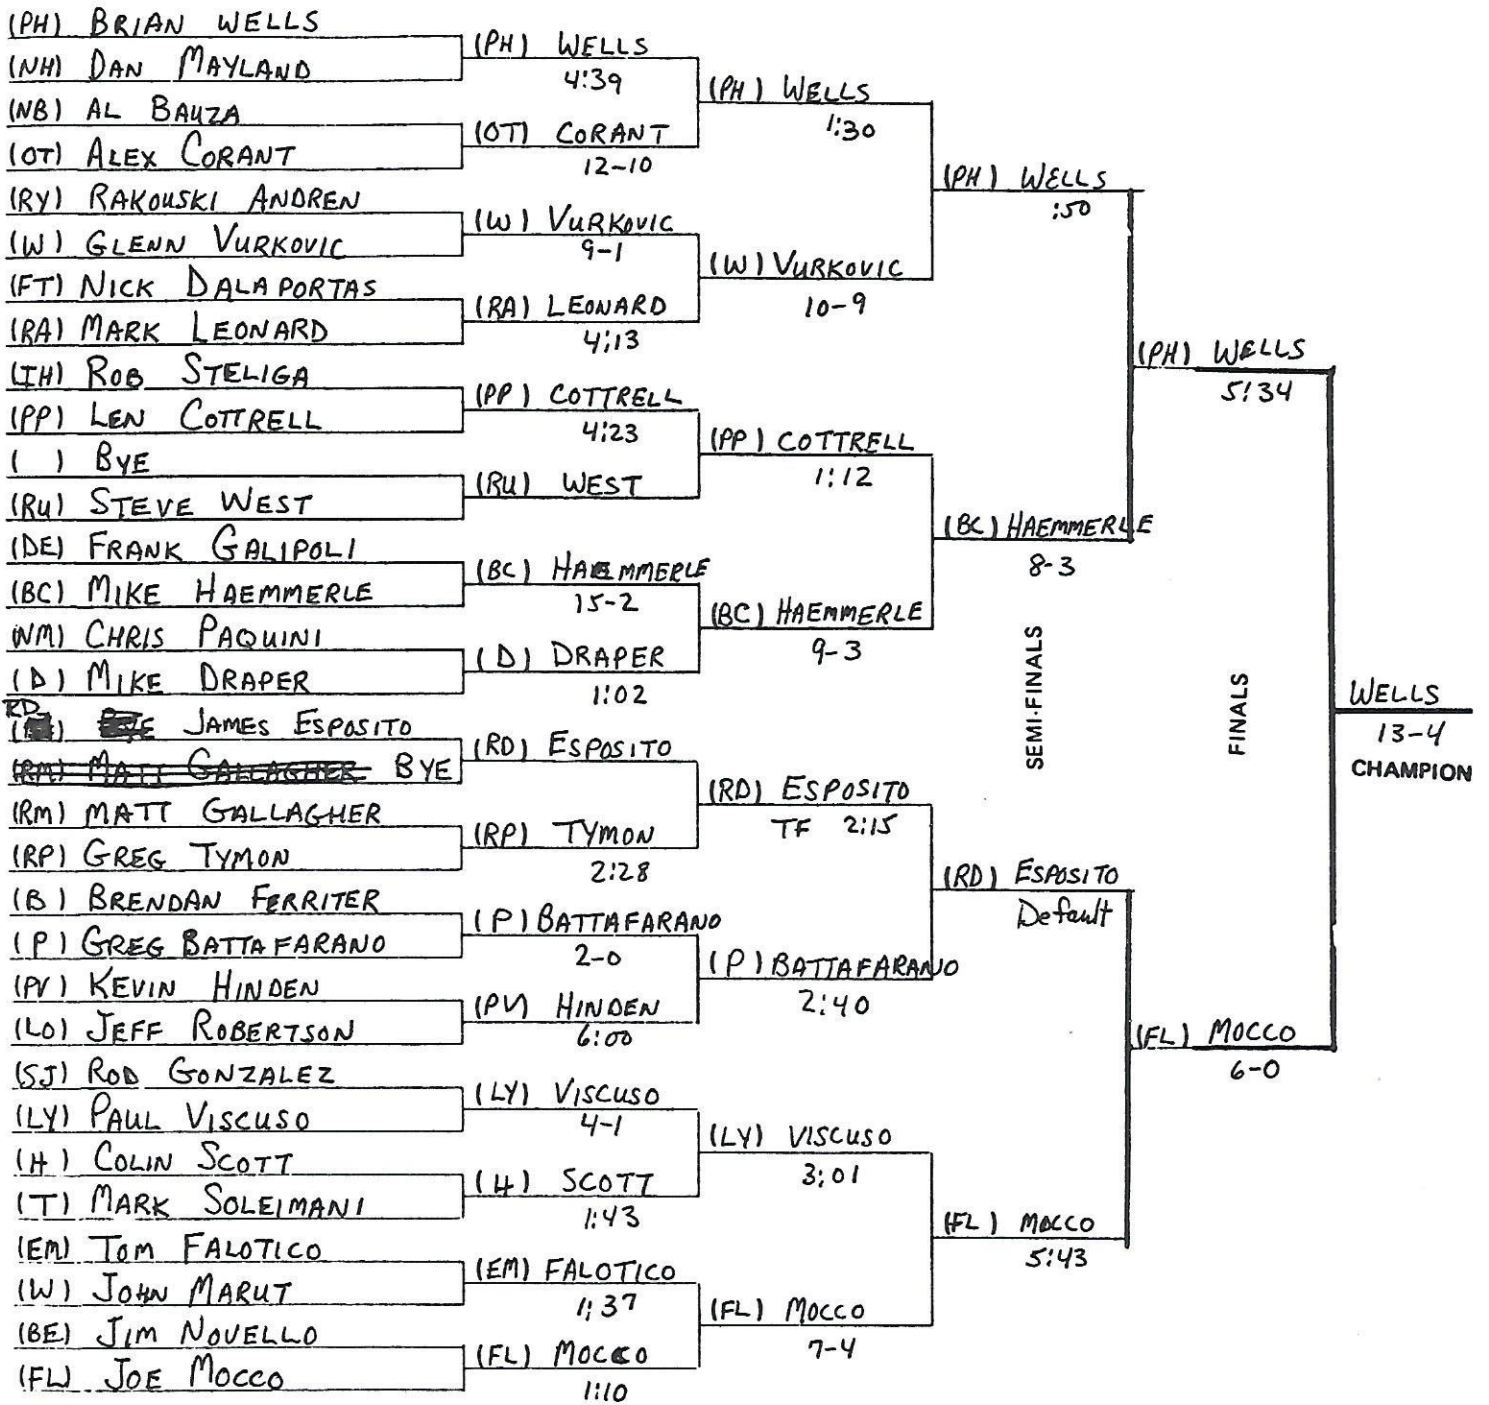 (PH) BRIAN WELLS
(NH) DAN MAYLAND
(NB) AL BAUZA
(OT) ALEX CORANT
(RY) RAKOUSKI ANDREN
(W) GLENN VURKOVIC
(FT) NICK DALAPORTAS
(RA) MARK LEONARD
(IH) ROB STELIGA
(PP) LEN COTTRELL
( ) BYE
(RU) STEVE WEST
(DE) FRANK GALIPOLI
(BC) MIKE HAEMMERLE
WM) CHRIS PAQUINI
(D) MIKE DRAPER
RD
JAMES ESPOSITO
(RM) MATT GALLAGHER BYE
(RM) MATT GALLAGHER
(RP) GREG TYMON
(B) BRENDAN FERRITER
(P) GREG BATTAFARANO
(PV) KEVIN HINDEN
(LO) JEFF ROBERTSON
(SJ) ROD GONZALEZ
(LY) PAUL VISCUSO
(H) COLIN SCOTT
(T) MARK SOLEIMANI
(EM) TOM FALOTICO
(W) JOHN MARUT
(BE) JIM NOVELLO
(FL) JOE MOCCO
(PH) WELLS
4:39
(OT) CORANT
12-10
(W) VURKOVIC
9-1
(RA) LEONARD
4:13
(PP) COTTRELL
4:23
(RU) WEST
(BC) HAEMMERLE
15-2
(D) DRAPER
1:02
(RD) ESPOSITO
(RP) TYMON
2:28
(P) BATTAFARANO
2-0
(PV) HINDEN
6:00
(LY) VISCUSO
4-1
(H) SCOTT
1:43
(EM) FALOTICO
1:37
(FL) MOCCO
1:10
(PH) WELLS
1:30
(W) VURKOVIC
10-9
(PP) COTTRELL
1:12
(BC) HAEMMERLE
9-3
(RD) ESPOSITO
TF 2:15
(P) BATTAFARANO
2:40
(LY) VISCUSO
3:01
(FL) MOCCO
7-4
(PH) WELLS
:50
(BC) HAEMMERLE
8-3
(RD) ESPOSITO
Default
(FL) MOCCO
5:43
SEMI-FINALS
(PH) WELLS
5:34
(FL) MOCCO
6-0
FINALS
WELLS
13-4
CHAMPION